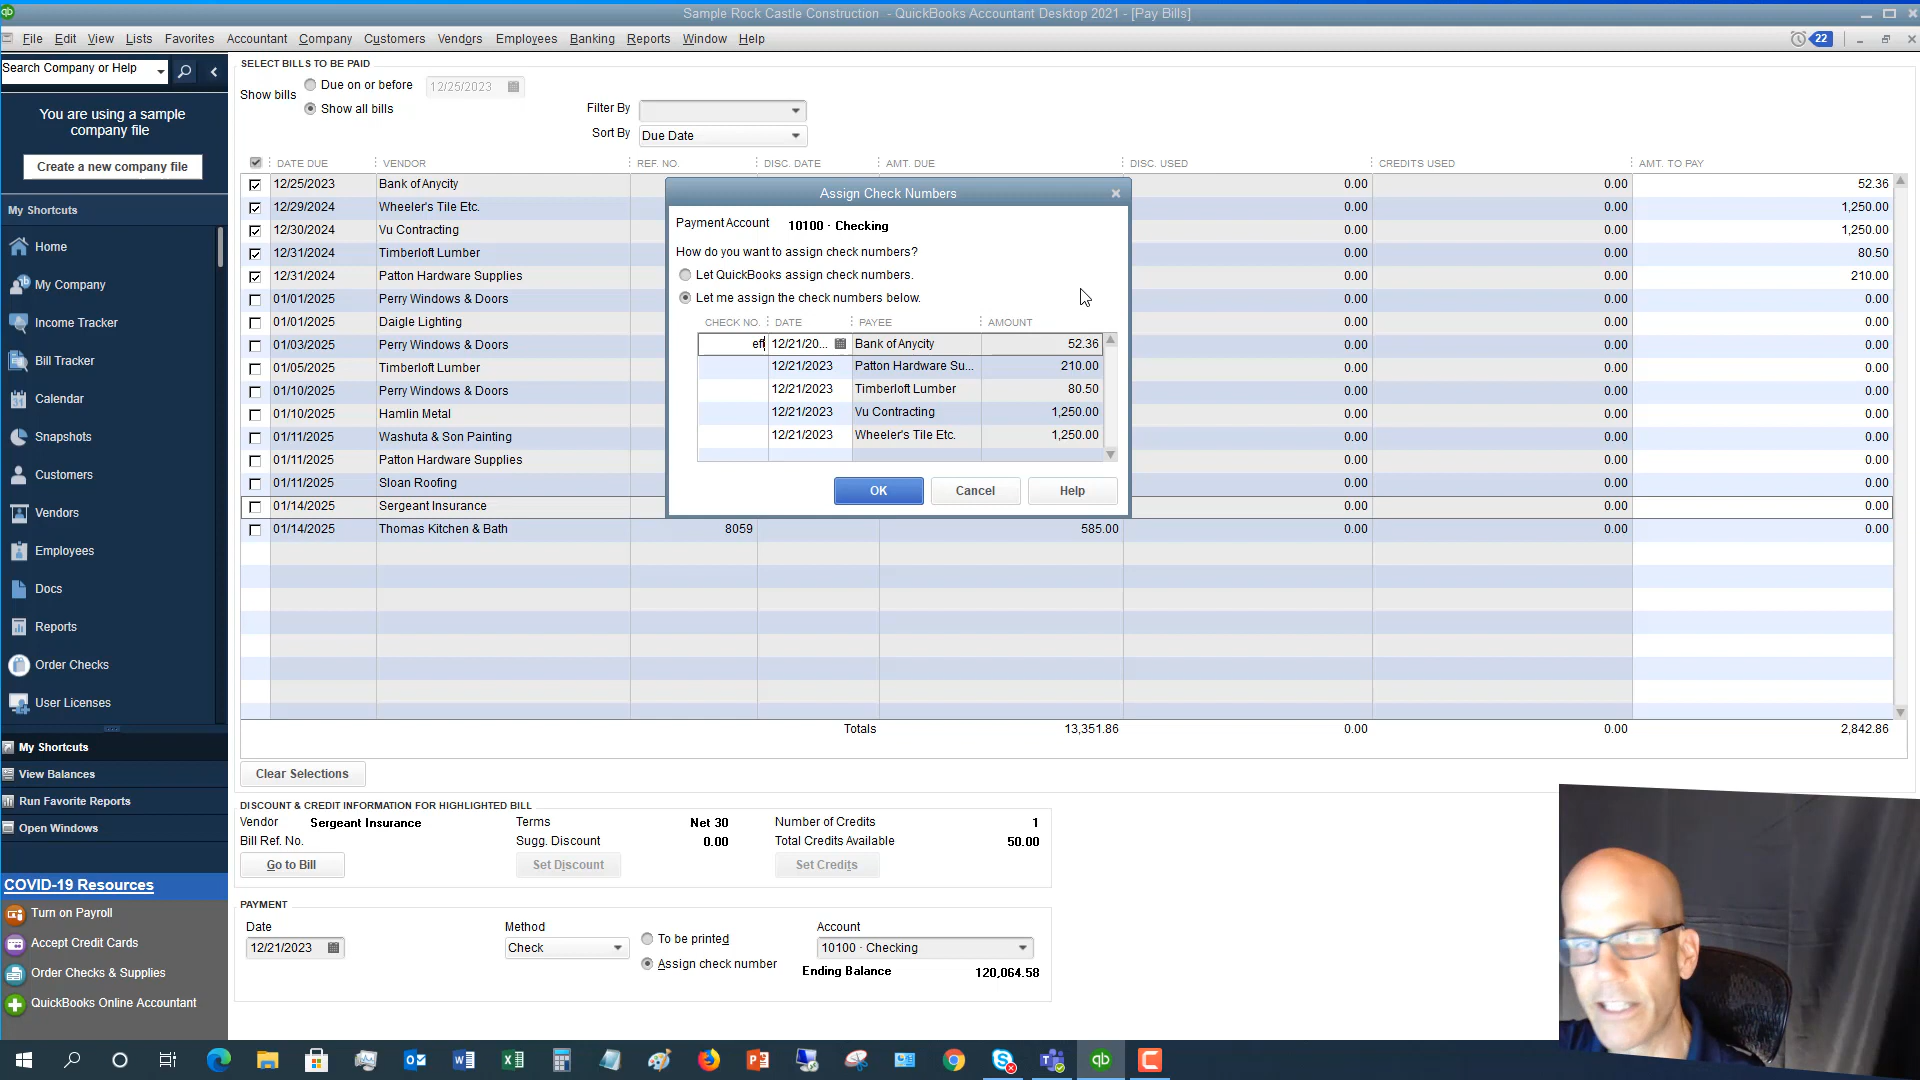 Sample Rock Castle Construction - QuickBooks Accountant Desktop 2021 - [Pay Bills]
File Edit View Lists Favorites Accountant Company Customers Vendors Employees Banking Reports Window Help 22
Search Company or Help
You are using a sample
company file
Create a new company file
My Shortcuts
Home
My Company
Income Tracker
Bill Tracker
Calendar
Snapshots
Customers
Vendors
Employees
Docs
Reports
Order Checks
User Licenses
My Shortcuts
View Balances
Run Favorite Reports
Open Windows
COVID-19 Resources
Turn on Payroll
Accept Credit Cards
Order Checks & Supplies
QuickBooks Online Accountant
SELECT BILLS TO BE PAID
Show bills
Due on or before 12/25/2023
Show all bills
Filter By
Sort By Due Date
DATE DUE VENDOR REF. NO. DISC. DATE AMT. DUE DISC. USED CREDITS USED AMT. TO PAY
12/25/2023 Bank of Anycity 0.00 0.00 52.36
12/29/2024 Wheeler's Tile Etc. 0.00 0.00 1,250.00
12/30/2024 Vu Contracting 0.00 0.00 1,250.00
12/31/2024 Timberloft Lumber 0.00 0.00 80.50
12/31/2024 Patton Hardware Supplies 0.00 0.00 210.00
01/01/2025 Perry Windows & Doors 0.00 0.00 0.00
01/01/2025 Daigle Lighting 0.00 0.00 0.00
01/03/2025 Perry Windows & Doors 0.00 0.00 0.00
01/05/2025 Timberloft Lumber 0.00 0.00 0.00
01/10/2025 Perry Windows & Doors 0.00 0.00 0.00
01/10/2025 Hamlin Metal 0.00 0.00 0.00
01/11/2025 Washuta & Son Painting 0.00 0.00 0.00
01/11/2025 Patton Hardware Supplies 0.00 0.00 0.00
01/11/2025 Sloan Roofing 0.00 0.00 0.00
01/14/2025 Sergeant Insurance 0.00 0.00 0.00
01/14/2025 Thomas Kitchen & Bath 8059 585.00 0.00 0.00 0.00
Totals 13,351.86 0.00 0.00 2,842.86
Assign Check Numbers
Payment Account 10100 · Checking
How do you want to assign check numbers?
Let QuickBooks assign check numbers.
Let me assign the check numbers below.
CHECK NO. DATE PAYEE AMOUNT
eft 12/21/20... Bank of Anycity 52.36
12/21/2023 Patton Hardware Su... 210.00
12/21/2023 Timberloft Lumber 80.50
12/21/2023 Vu Contracting 1,250.00
12/21/2023 Wheeler's Tile Etc. 1,250.00
OK Cancel Help
Clear Selections
DISCOUNT & CREDIT INFORMATION FOR HIGHLIGHTED BILL
Vendor Sergeant Insurance Terms Net 30 Number of Credits 1
Bill Ref. No. Sugg. Discount 0.00 Total Credits Available 50.00
Go to Bill Set Discount Set Credits
PAYMENT
Date Method Account
12/21/2023 Check To be printed 10100 · Checking
Assign check number Ending Balance 120,064.58